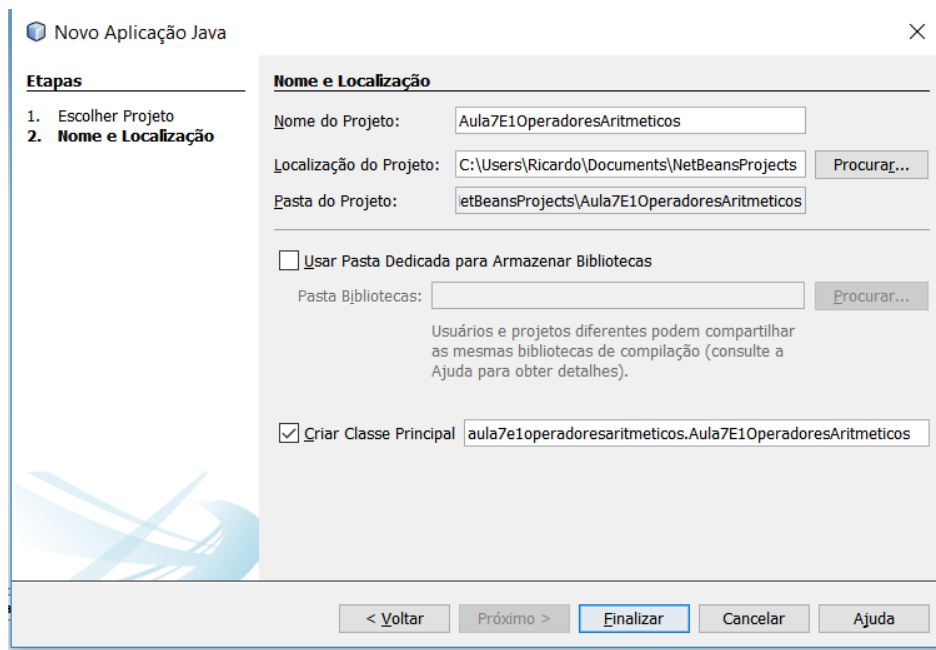 Novo Aplicação Java
Etapas
1. Escolher Projeto
2. Nome e Localização
Nome e Localização
Nome do Projeto: Aula7E1OperadoresAritmeticos
Localização do Projeto: C:\Users\Ricardo\Documents\NetBeansProjects Procurar...
Pasta do Projeto: etBeansProjects\Aula7E1OperadoresAritmeticos
Usar Pasta Dedicada para Armazenar Bibliotecas
Pasta Bibliotecas: Procurar...
Usuários e projetos diferentes podem compartilhar
as mesmas bibliotecas de compilação (consulte a
Ajuda para obter detalhes).
Criar Classe Principal aula7e1operadoresaritmeticos.Aula7E1OperadoresAritmeticos
< Voltar Próximo > Finalizar Cancelar Ajuda